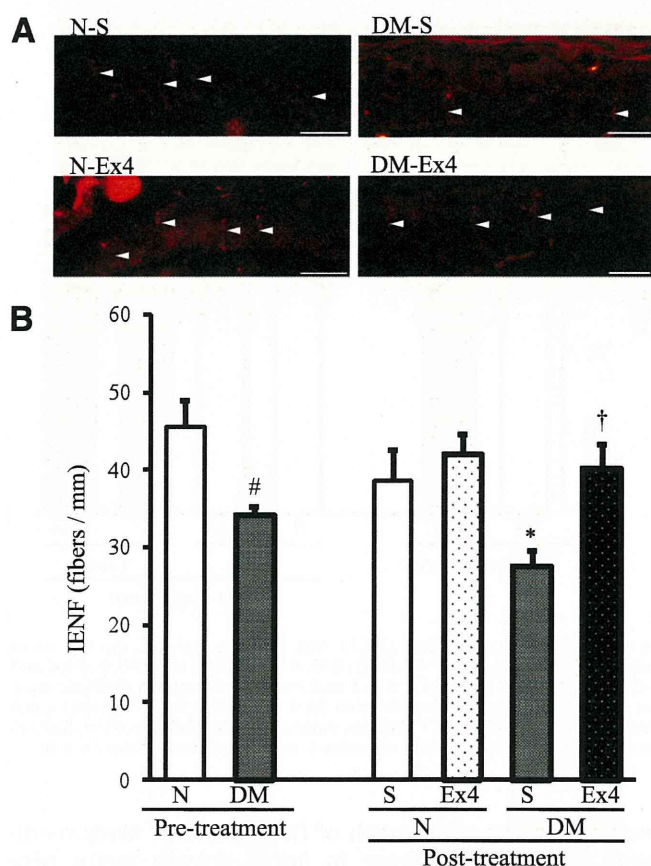 A
N-S
DM-S
N-Ex4
DM-Ex4
B
60
50
40
30
20
10
0
IENF (fibers / mm)
#
*
†
N
DM
S
Ex4
S
Ex4
Pre-treatment
N
DM
Post-treatment